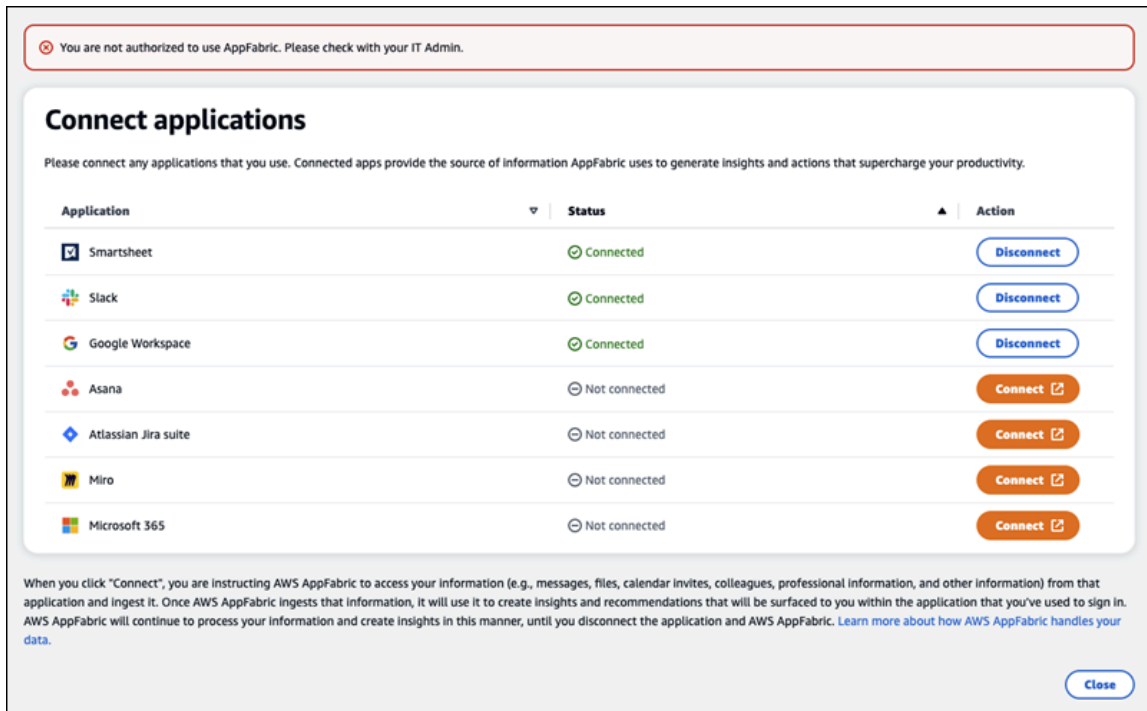 You are not authorized to use AppFabric. Please check with your IT Admin.
Connect applications
Please connect any applications that you use. Connected apps provide the source of information AppFabric uses to generate insights and actions that supercharge your productivity.
Application Status Action
Smartsheet Connected Disconnect
Slack Connected Disconnect
Google Workspace Connected Disconnect
Asana Not connected Connect
Atlassian Jira suite Not connected Connect
Miro Not connected Connect
Microsoft 365 Not connected Connect
When you click "Connect", you are instructing AWS AppFabric to access your information (e.g., messages, files, calendar invites, colleagues, professional information, and other information) from that
application and ingest it. Once AWS AppFabric ingests that information, it will use it to create insights and recommendations that will be surfaced to you within the application that you've used to sign in.
AWS AppFabric will continue to process your information and create insights in this manner, until you disconnect the application and AWS AppFabric. Learn more about how AWS AppFabric handles your
data.
Close